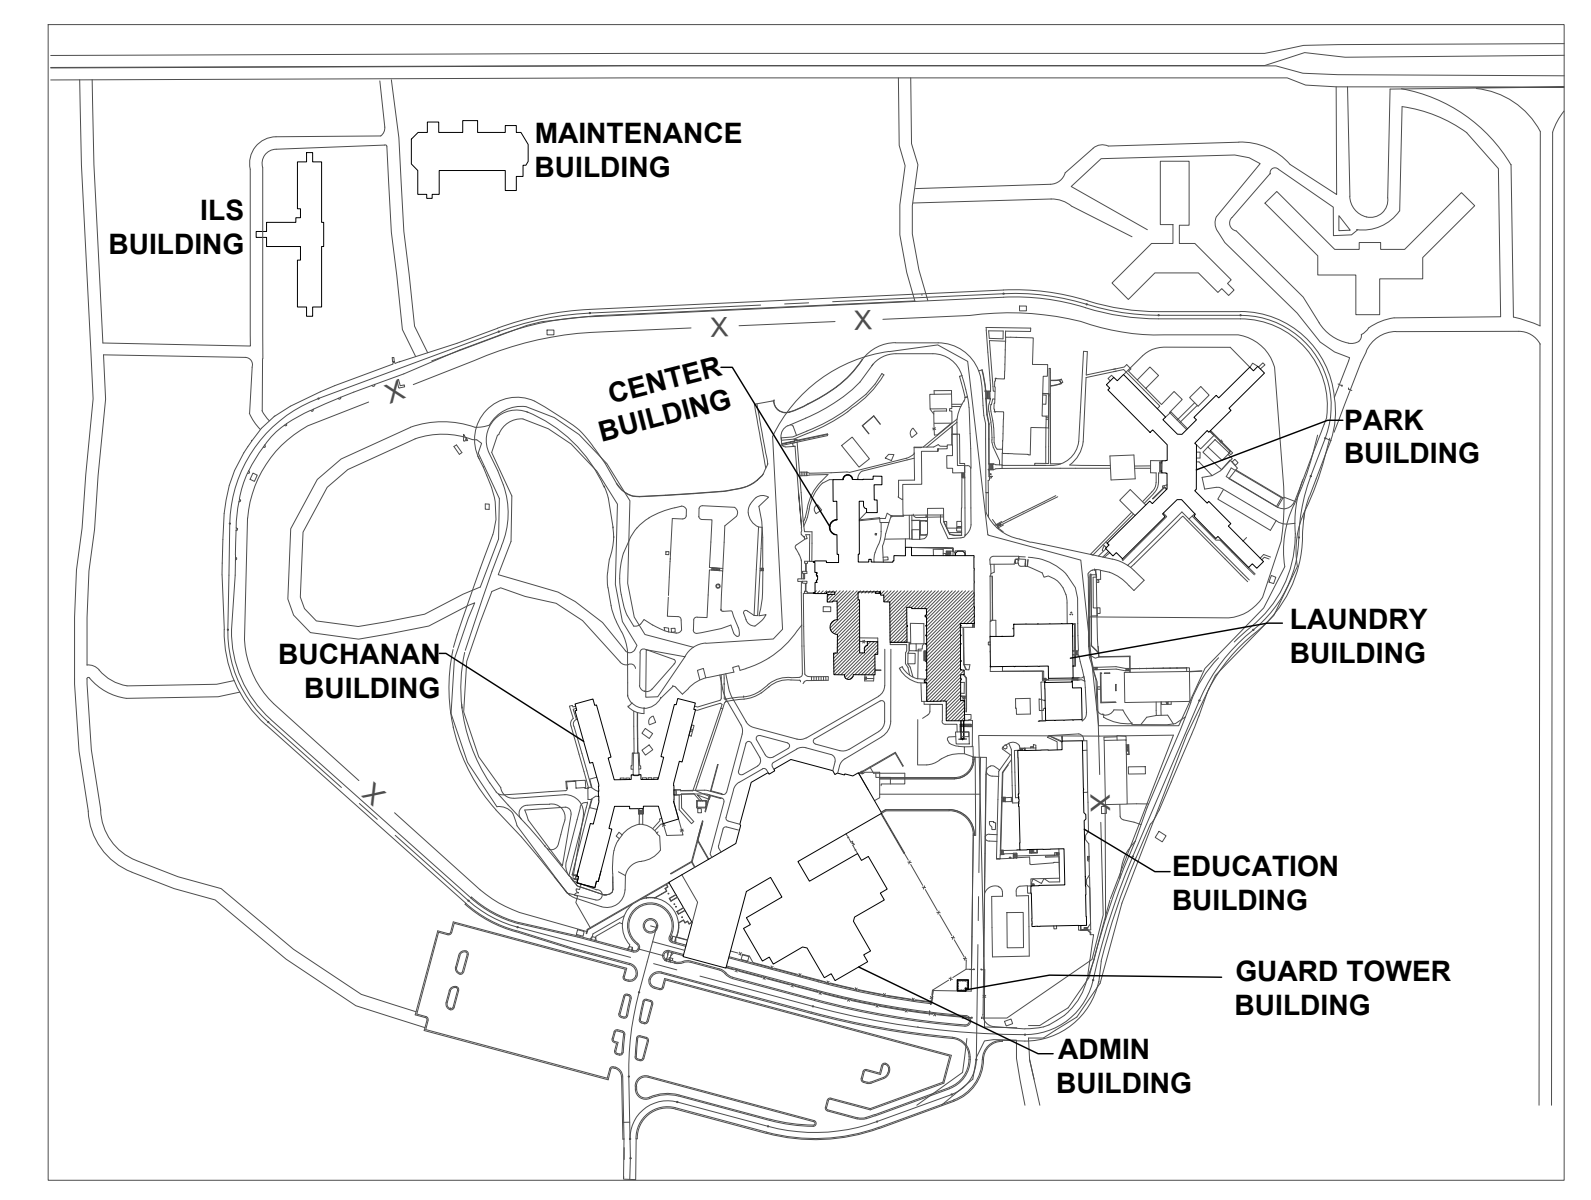 MAINTENANCE
BUILDING
ILS
BUILDING
CENTER
BUILDING
PARK
BUILDING
LAUNDRY
BUILDING
BUCHANAN
BUILDING
EDUCATION
BUILDING
GUARD TOWER
BUILDING
ADMIN
BUILDING
X
X
X
X
X